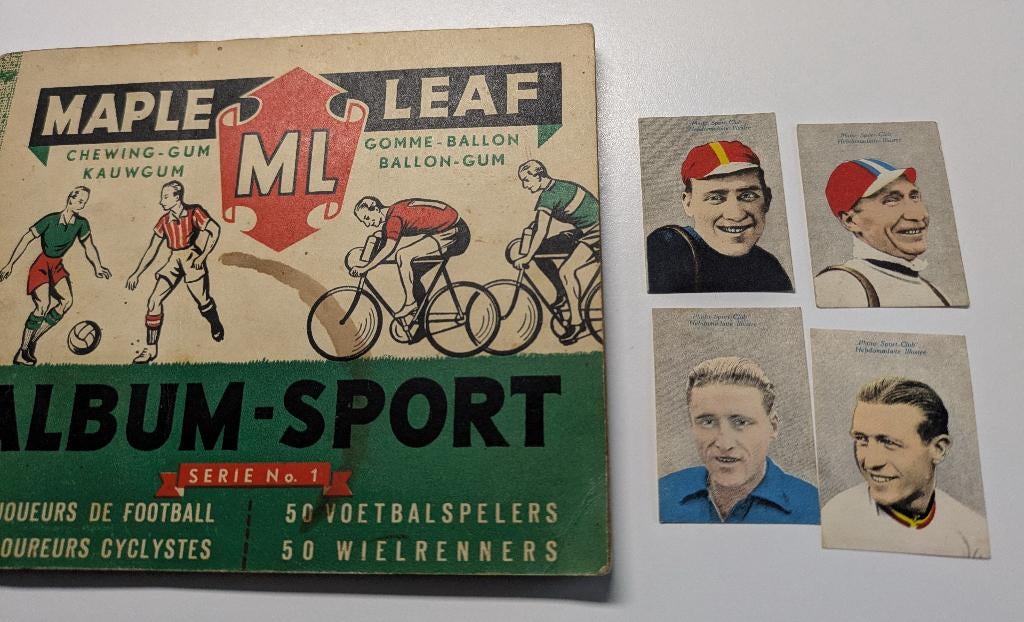 MAPLE ML LEAF
CHEWING-GUM
KAUWGUM
GOMME-BALLON
BALLON-GUM
ALBUM-SPORT
SERIE No. 1
JOUEURS DE FOOTBALL
OUREURS CYCLYSTES
50 VOETBALSPELERS
50 WIELRENNERS
Photo Sport-Club
Hebdomadaire Illustré
Photo Sport-Club
Hebdomadaire Illustré
Photo Sport-Club
Hebdomadaire Illustré
Photo Sport-Club
Hebdomadaire Illustré